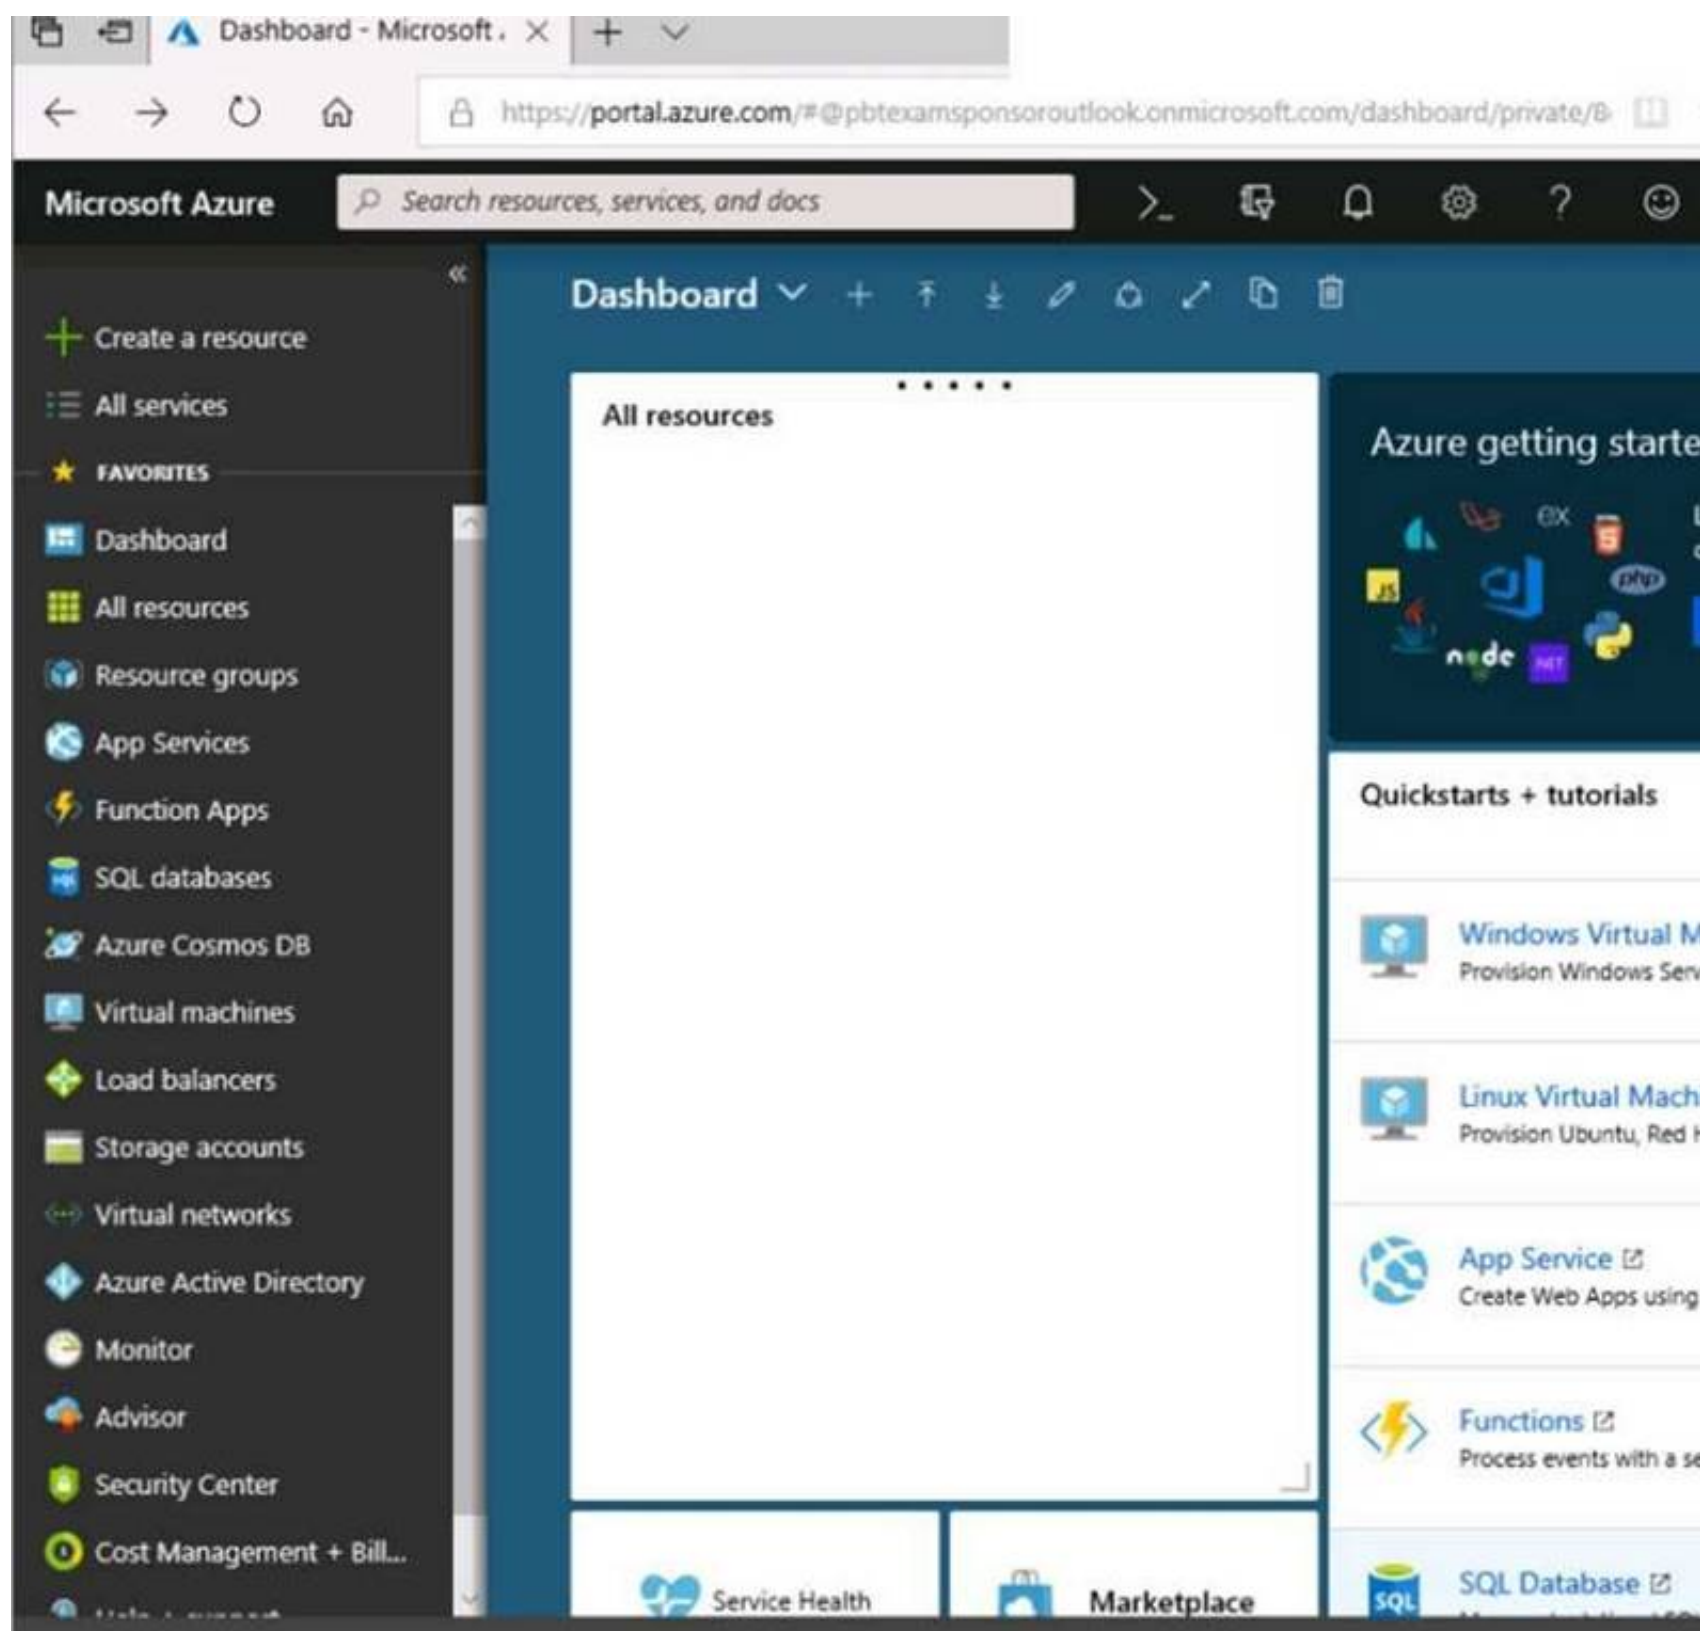 Dashboard - Microsoft
https://portal.azure.com/#@pbtexamsponsoroutlook.onmicrosoft.com/dashboard/private/8
Microsoft Azure
Search resources, services, and docs
Dashboard
Create a resource
All services
FAVORITES
Dashboard
All resources
Resource groups
App Services
Function Apps
SQL databases
Azure Cosmos DB
Virtual machines
Load balancers
Storage accounts
Virtual networks
Azure Active Directory
Monitor
Advisor
Security Center
Cost Management + Bill...
All resources
Service Health
Marketplace
Azure getting starte
ex
JS
php
node
NET
Quickstarts + tutorials
Windows Virtual M
Provision Windows Serv
Linux Virtual Mach
Provision Ubuntu, Red H
App Service
Create Web Apps using
Functions
Process events with a se
SQL
SQL Database